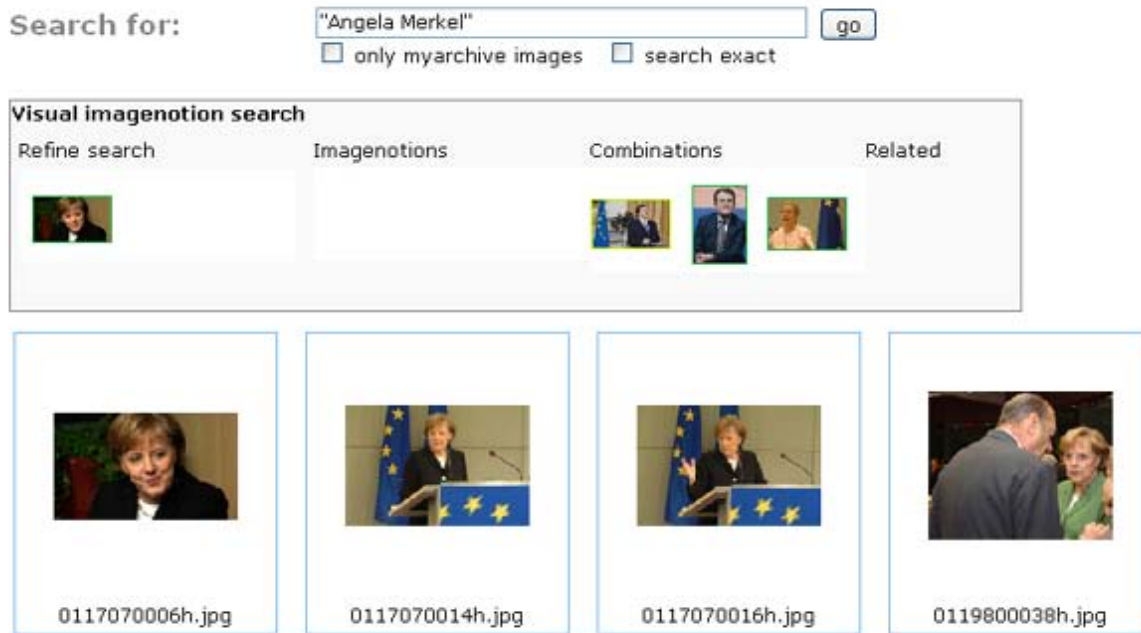 Search for: "Angela Merkel" go
only myarchive images search exact
Visual imagenotion search
Refine search Imagenotions Combinations Related
0117070006h.jpg 0117070014h.jpg 0117070016h.jpg 0119800038h.jpg